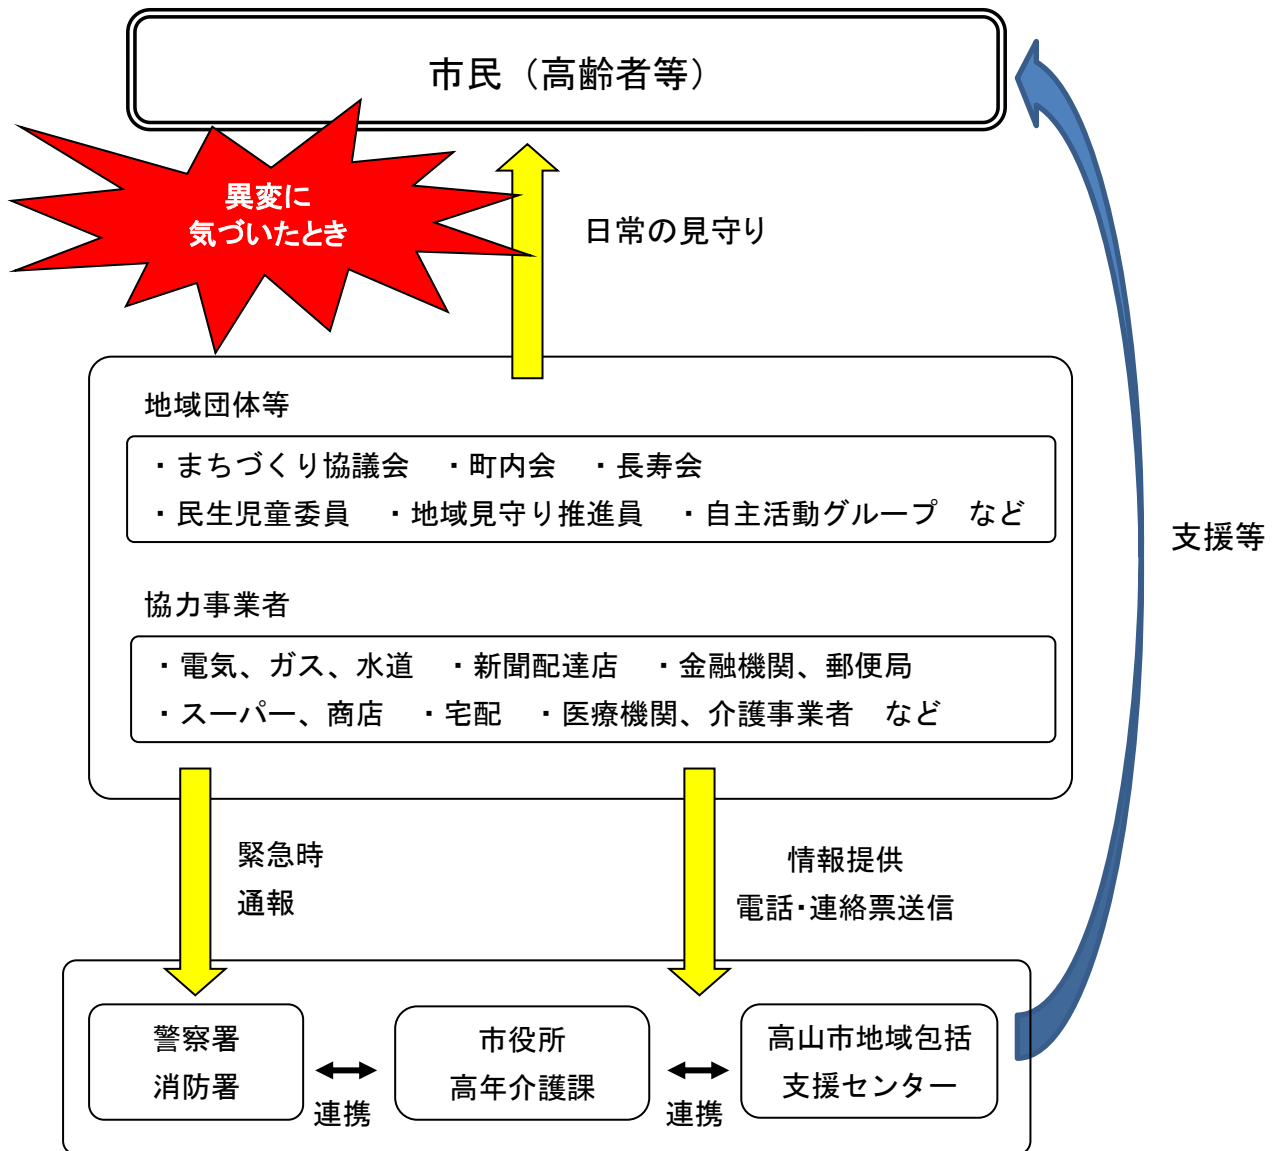 市民（高齢者等）
異変に
気づいたとき
日常の見守り
地域団体等
・まちづくり協議会　・町内会　・長寿会
・民生児童委員　・地域見守り推進員　・自主活動グループ　など
支援等
協力事業者
・電気、ガス、水道　・新聞配達店　・金融機関、郵便局
・スーパー、商店　・宅配　・医療機関、介護事業者　など
緊急時
通報
情報提供
電話・連絡票送信
警察署
消防署
連携
市役所
高年介護課
連携
高山市地域包括
支援センター